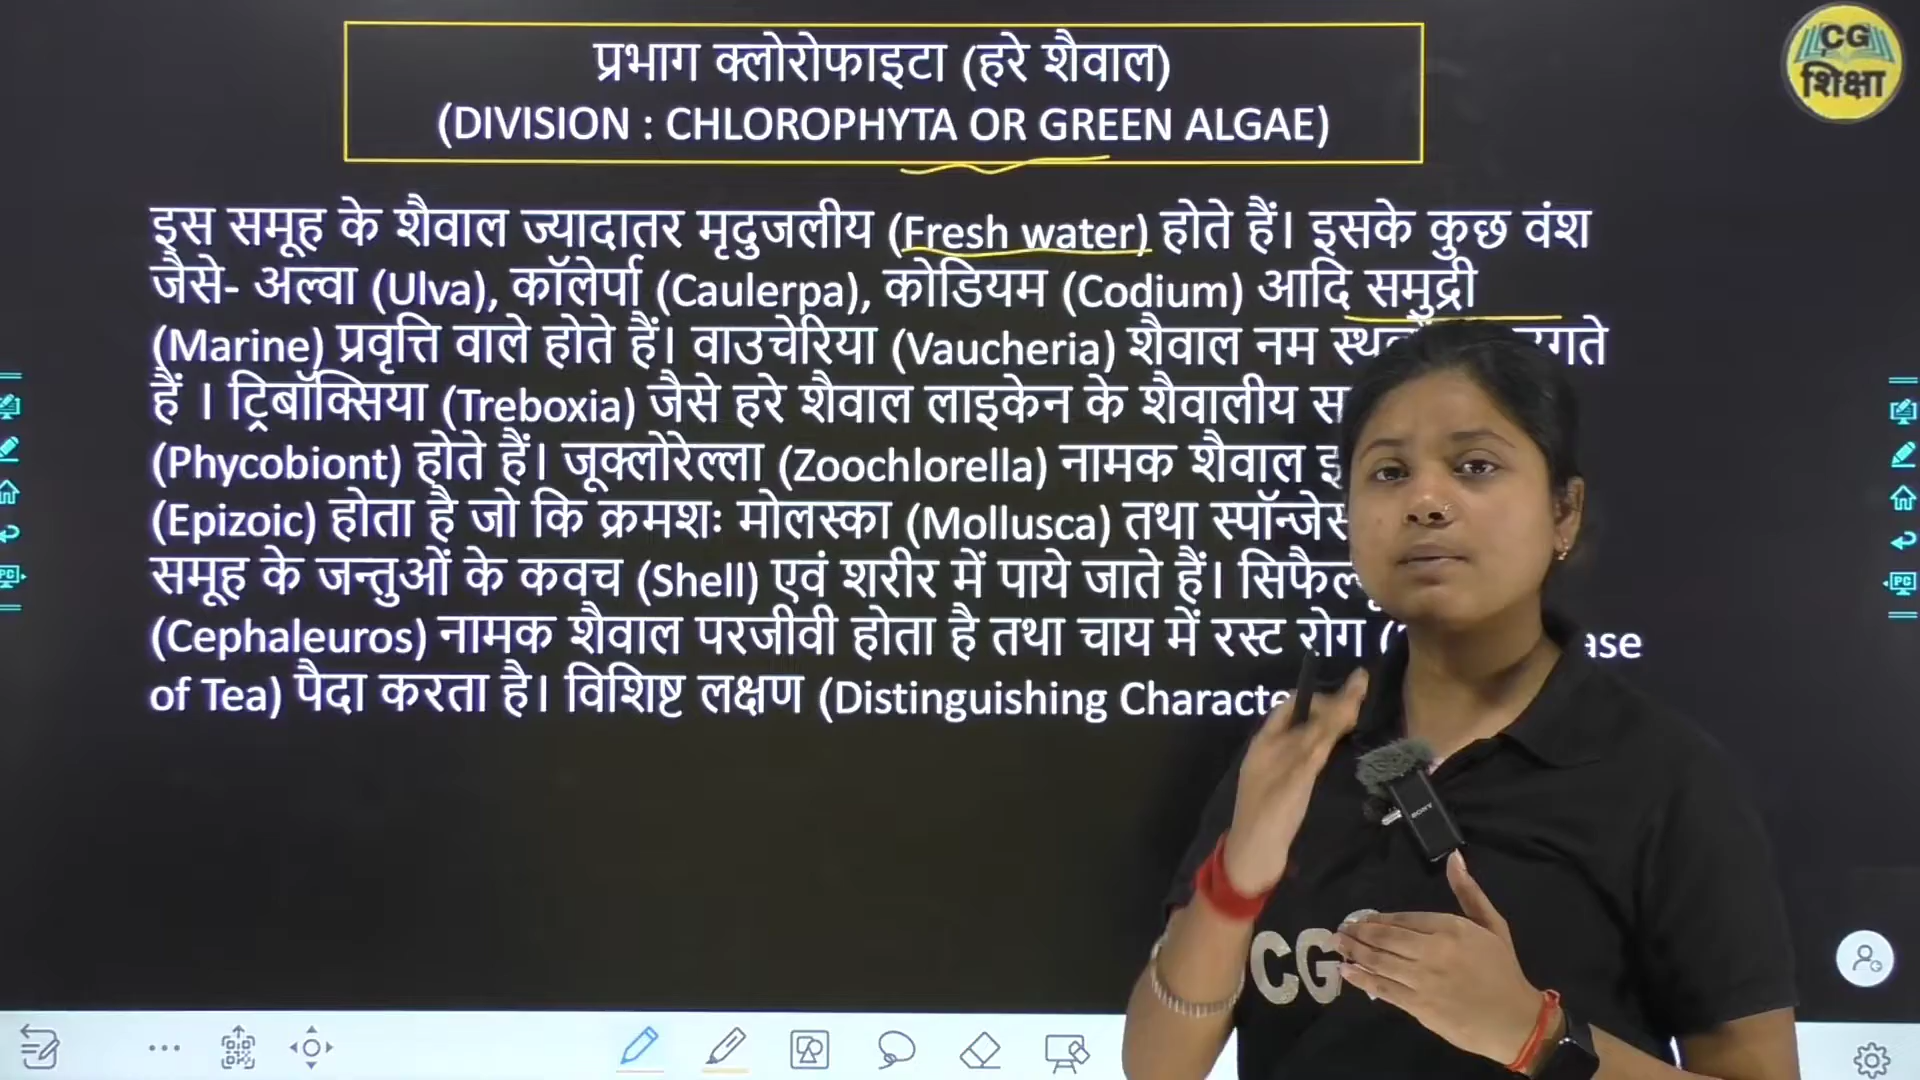 प्रभाग क्लोरोफाइटा (हरे शैवाल)
(DIVISION : CHLOROPHYTA OR GREEN ALGAE)
CG
शिक्षा
इस समूह के शैवाल ज्यादातर मृदुजलीय (Fresh water) होते हैं। इसके कुछ वंश
जैसे- अल्वा (Ulva), कॉलेर्पा (Caulerpa), कोडियम (Codium) आदि समुद्री
(Marine) प्रवृत्ति वाले होते हैं। वाउचेरिया (Vaucheria) शैवाल नम
हैं । ट्रिबॉक्सिया (Treboxia) जैसे हरे शैवाल लाइकेन के शैवालीय
(Phycobiont) होते हैं। जूक्लोरेल्ला (Zoochlorella) नामक शैवाल
(Epizoic) होता है जो कि क्रमशः मोलस्का (Mollusca) तथा
समूह के जन्तुओं के कवच (Shell) एवं शरीर में पाये जाते हैं।
(Cephaleuros) नामक शैवाल परजीवी होता है तथा चाय में रस्ट रोग
of Tea) पैदा करता है। विशिष्ट लक्षण (Distinguishing
PC
PC
SONY
CG